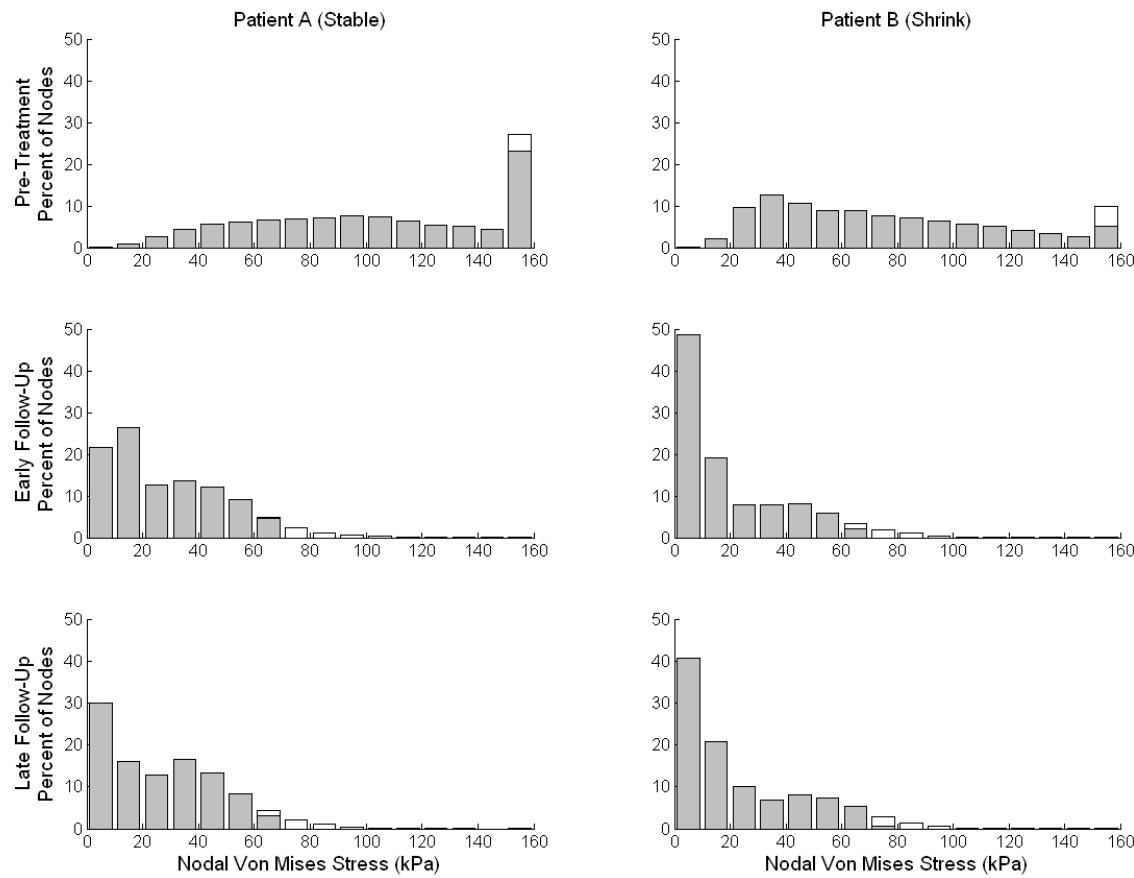 Patient A (Stable)
Patient B (Shrink)
Pre-Treatment
Percent of Nodes
50
40
30
20
10
0
0 20 40 60 80 100 120 140 160
50
40
30
20
10
0
0 20 40 60 80 100 120 140 160
Early Follow-Up
Percent of Nodes
50
40
30
20
10
0
0 20 40 60 80 100 120 140 160
50
40
30
20
10
0
0 20 40 60 80 100 120 140 160
Late Follow-Up
Percent of Nodes
50
40
30
20
10
0
0 20 40 60 80 100 120 140 160
Nodal Von Mises Stress (kPa)
50
40
30
20
10
0
0 20 40 60 80 100 120 140 160
Nodal Von Mises Stress (kPa)